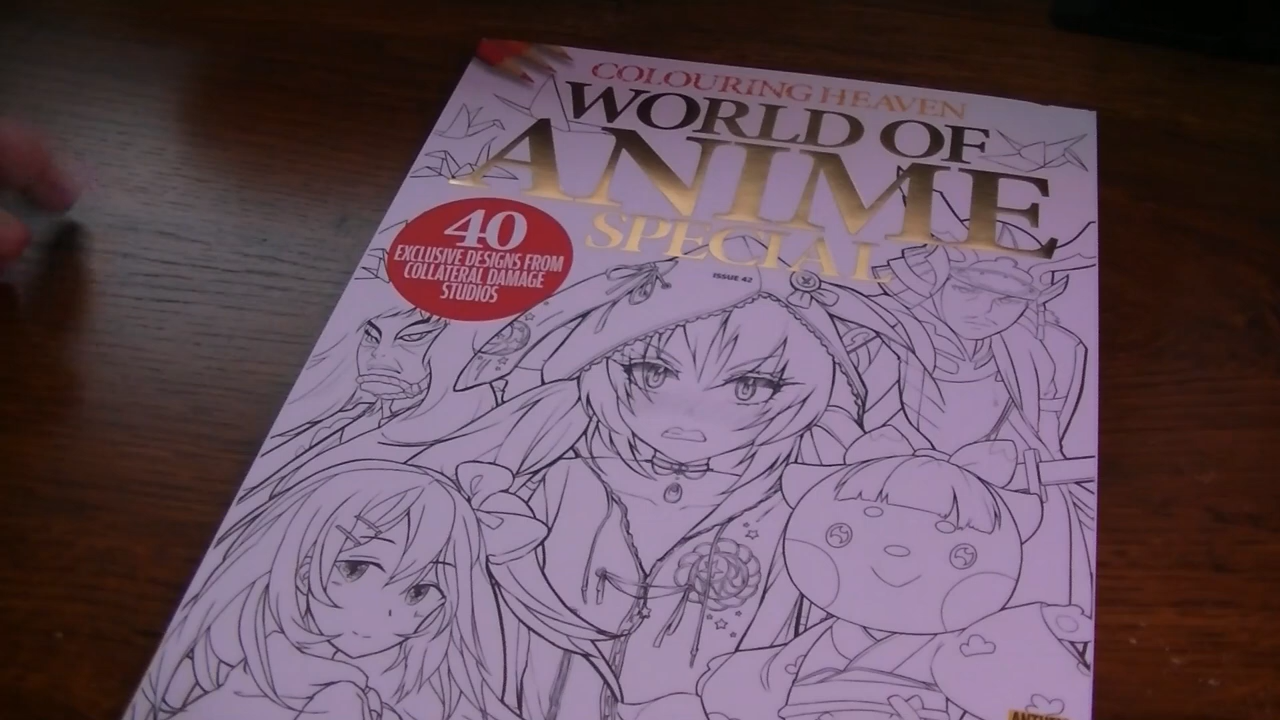 COLOURING HEAVEN
WORLD OF
ANIME
SPECIAL
ISSUE 42
40
EXCLUSIVE DESIGNS FROM
COLLATERAL DAMAGE
STUDIOS